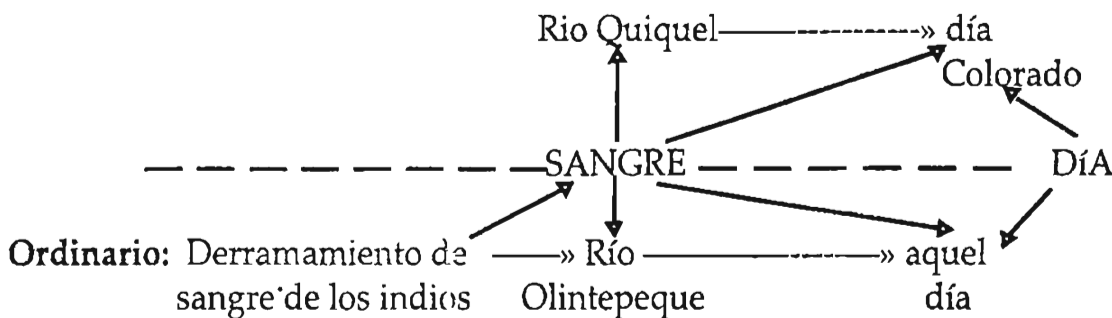 Rio Quiquel » día
Colorado
SANGRE DíA
Ordinario: Derramamiento de » Río » aquel
sangre de los indios Olintepeque día